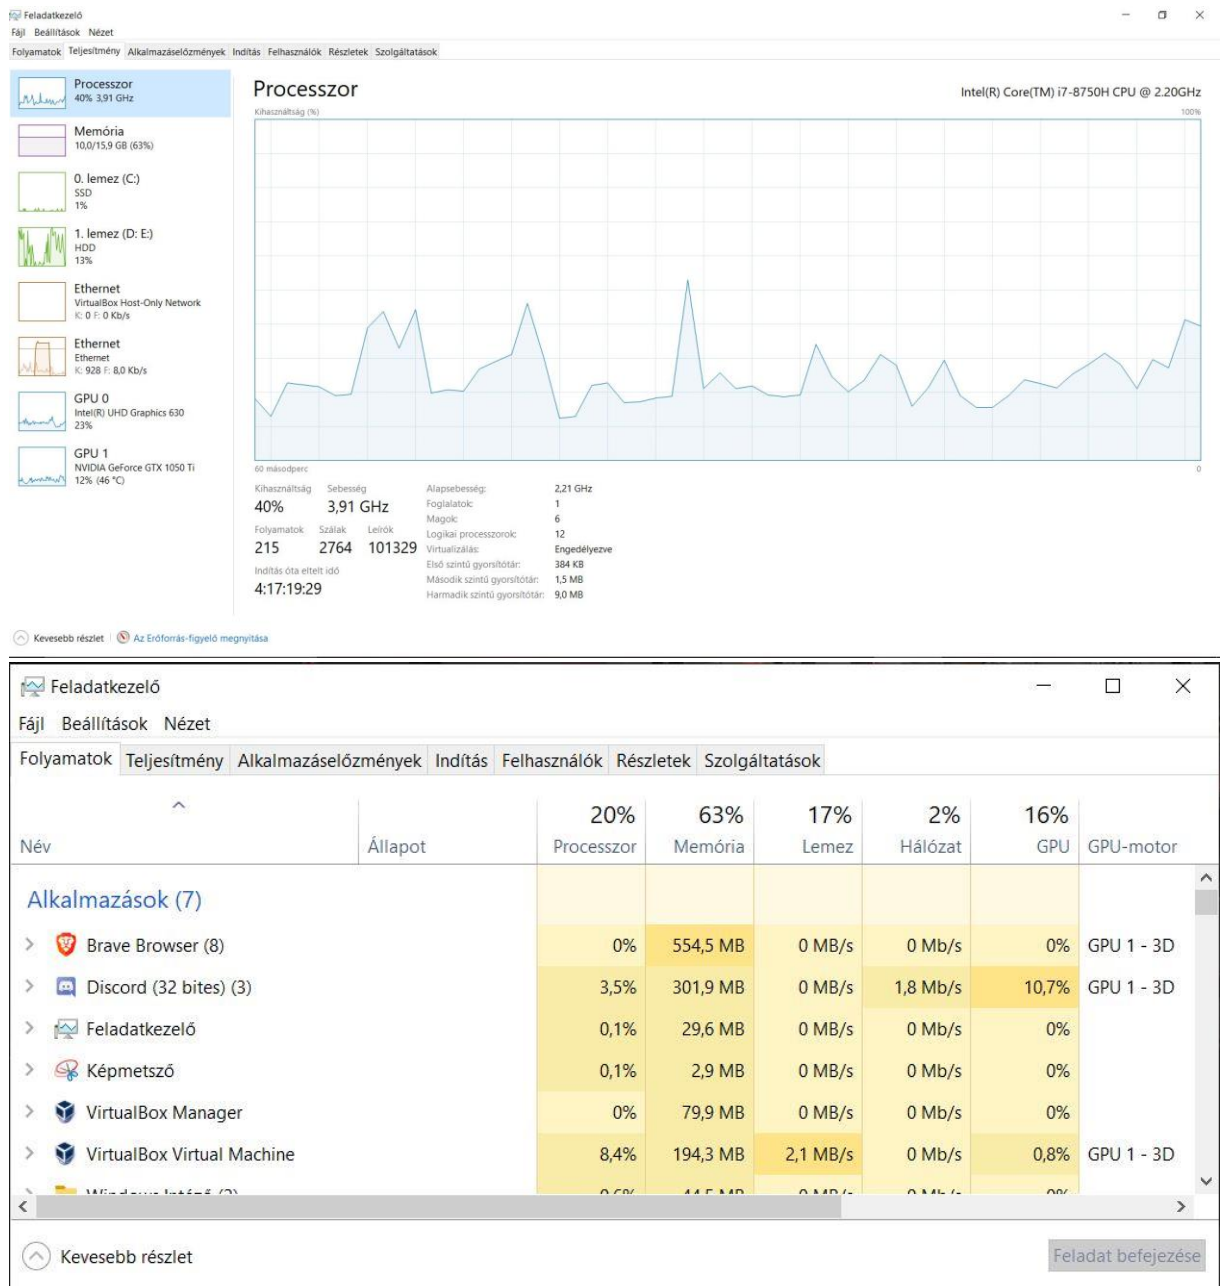 Feladatkezelő
Fájl Beállítások Nézet
Folyamatok Teljesítmény Alkalmazáselőzmények Indítás Felhasználók Részletek Szolgáltatások
Processzor
40% 3,91 GHz
Memória
10,0/15,9 GB (63%)
0. lemez (C:)
SSD
1%
1. lemez (D: E:)
HDD
13%
Ethernet
VirtualBox Host-Only Network
K: 0 F: 0 Kb/s
Ethernet
Ethernet
K: 928 F: 8,0 Kb/s
GPU 0
Intel(R) UHD Graphics 630
23%
GPU 1
NVIDIA GeForce GTX 1050 Ti
12% (46 °C)
Processzor Intel(R) Core(TM) i7-8750H CPU @ 2.20GHz
Kihasználtság (%) 100%
60 másodperc 0
Kihasználtság Sebesség
40% 3,91 GHz
Folyamatok Szálak Leírók
215 2764 101329
Indítás óta eltelt idő
4:17:19:29
Alapsebesség: 2,21 GHz
Foglalatok: 1
Magok: 6
Logikai processzorok: 12
Virtualizálás: Engedélyezve
Első szintű gyorsítótár: 384 KB
Második szintű gyorsítótár: 1,5 MB
Harmadik szintű gyorsítótár: 9,0 MB
Kevesebb részlet Az Erőforrás-figyelő megnyitása
Feladatkezelő
Fájl Beállítások Nézet
Folyamatok Teljesítmény Alkalmazáselőzmények Indítás Felhasználók Részletek Szolgáltatások
20% 63% 17% 2% 16%
Név Állapot Processzor Memória Lemez Hálózat GPU GPU-motor
Alkalmazások (7)
Brave Browser (8) 0% 554,5 MB 0 MB/s 0 Mb/s 0% GPU 1 - 3D
Discord (32 bites) (3) 3,5% 301,9 MB 0 MB/s 1,8 Mb/s 10,7% GPU 1 - 3D
Feladatkezelő 0,1% 29,6 MB 0 MB/s 0 Mb/s 0%
Képmetsző 0,1% 2,9 MB 0 MB/s 0 Mb/s 0%
VirtualBox Manager 0% 79,9 MB 0 MB/s 0 Mb/s 0%
VirtualBox Virtual Machine 8,4% 194,3 MB 2,1 MB/s 0 Mb/s 0,8% GPU 1 - 3D
Windows Intéző
Kevesebb részlet Feladat befejezése